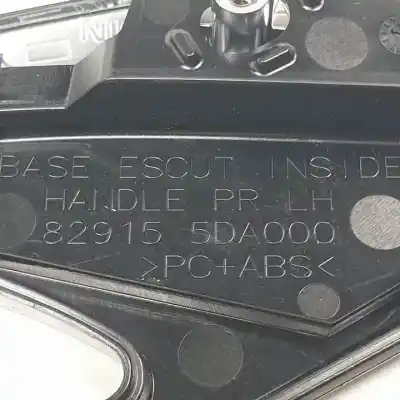 BASE ESCUT INSIDE
HANDLE RR LH
82915 5DA000
>PC+ABS<